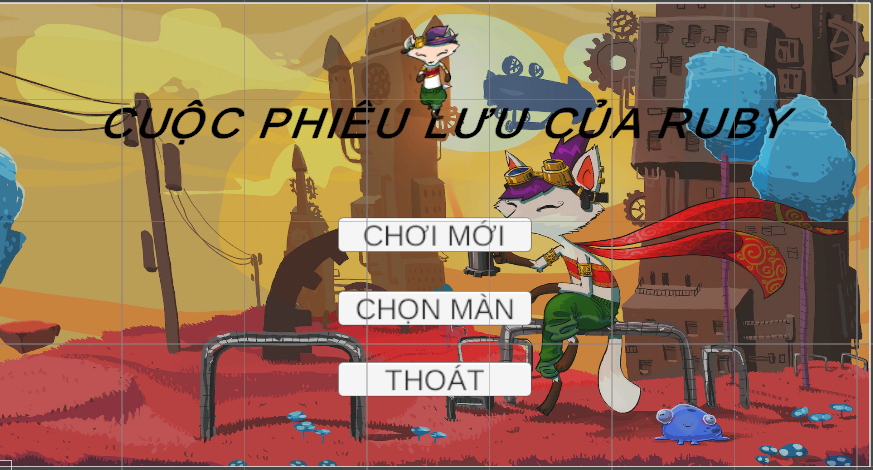 CUỘC PHIÊU LƯU CỦA RUBY
CHƠI MỚI
CHỌN MÀN
THOÁT